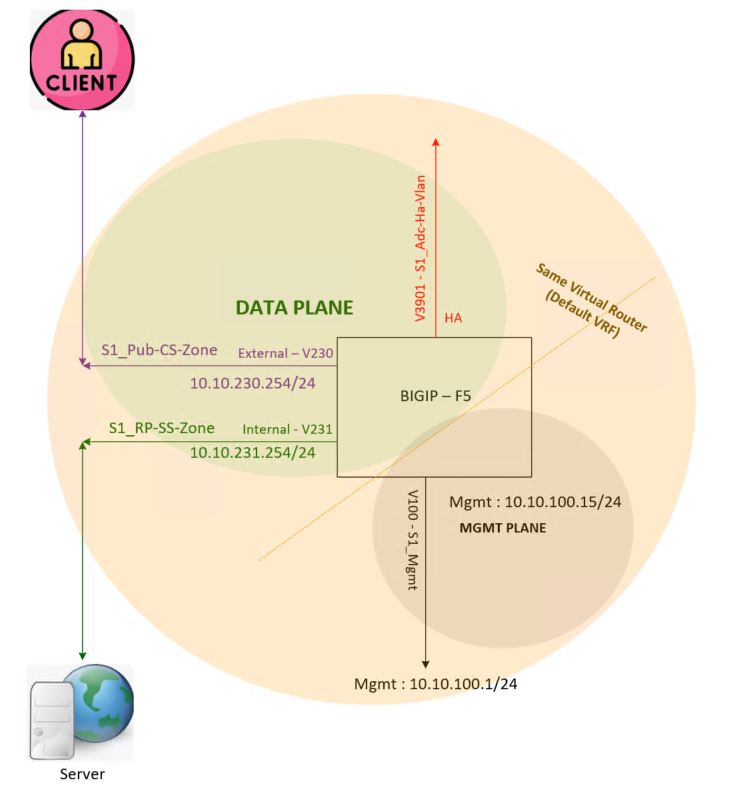 CLIENT
V3901 - S1_Adc-Ha-Vlan
HA
Same Virtual Router
(Default VRF)
DATA PLANE
S1_Pub-CS-Zone
External – V230
10.10.230.254/24
BIGIP – F5
S1_RP-SS-Zone
Internal - V231
10.10.231.254/24
V100 - S1_Mgmt
Mgmt : 10.10.100.15/24
MGMT PLANE
Mgmt : 10.10.100.1/24
Server